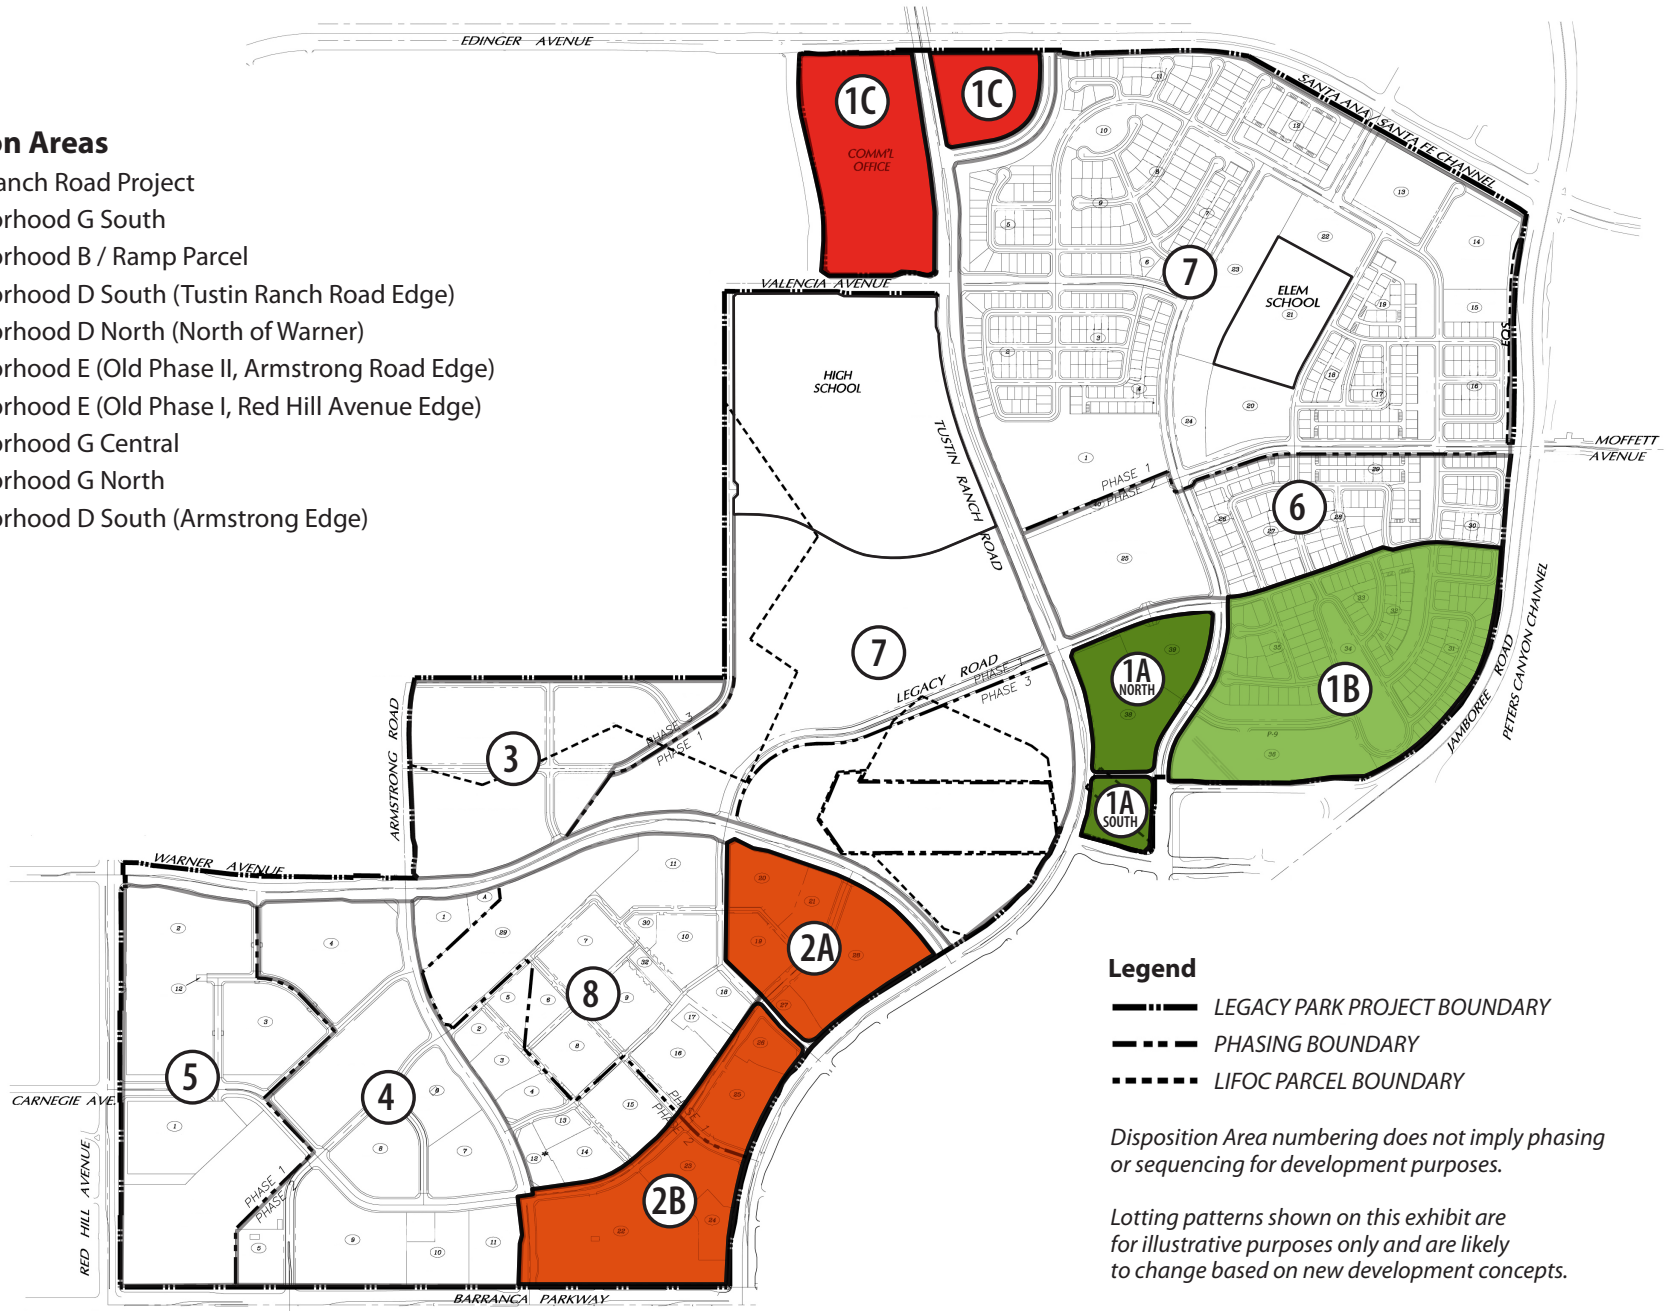 EDINGER AVENUE
SANTA ANA / SANTA FE CHANNEL
on Areas
anch Road Project
orhood G South
orhood B / Ramp Parcel
orhood D South (Tustin Ranch Road Edge)
orhood D North (North of Warner)
orhood E (Old Phase II, Armstrong Road Edge)
orhood E (Old Phase I, Red Hill Avenue Edge)
orhood G Central
orhood G North
orhood D South (Armstrong Edge)
1C
COMM'L
OFFICE
1C
7
ELEM
SCHOOL
21
VALENCIA AVENUE
HIGH
SCHOOL
TUSTIN RANCH ROAD
EQS
MOFFETT
AVENUE
PHASE 1
PHASE 2
6
7
LEGACY ROAD
PHASE 1
PHASE 3
1A
NORTH
1B
1A
SOUTH
JAMBOREE ROAD
PETERS CANYON CHANNEL
ARMSTRONG ROAD
3
PHASE 3
PHASE 1
WARNER AVENUE
2A
8
5
4
CARNEGIE AVE.
RED HILL AVENUE
PHASE 1
PHASE 1
2B
BARRANCA PARKWAY
Legend
LEGACY PARK PROJECT BOUNDARY
PHASING BOUNDARY
LIFOC PARCEL BOUNDARY
Disposition Area numbering does not imply phasing
or sequencing for development purposes.
Lotting patterns shown on this exhibit are
for illustrative purposes only and are likely
to change based on new development concepts.